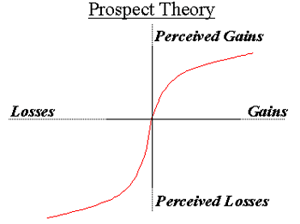 Prospect Theory
Perceived Gains
Losses
Gains
Perceived Losses